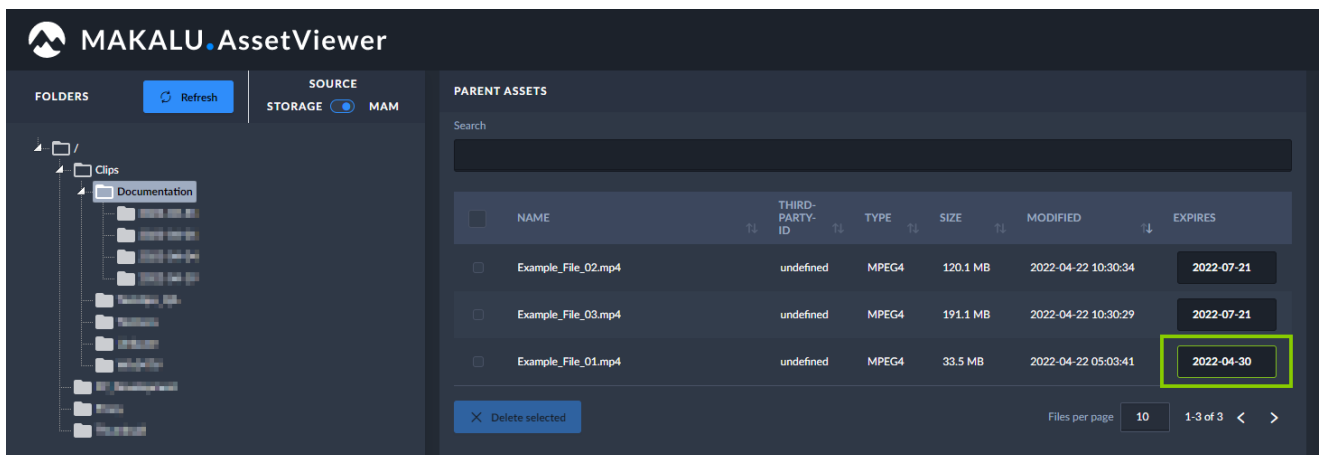 MAKALU.AssetViewer
FOLDERS
Refresh
SOURCE
STORAGE MAM
/
Clips
Documentation
PARENT ASSETS
Search
NAME THIRD-PARTY-ID TYPE SIZE MODIFIED EXPIRES
Example_File_02.mp4 undefined MPEG4 120.1 MB 2022-04-22 10:30:34 2022-07-21
Example_File_03.mp4 undefined MPEG4 191.1 MB 2022-04-22 10:30:29 2022-07-21
Example_File_01.mp4 undefined MPEG4 33.5 MB 2022-04-22 05:03:41 2022-04-30
Delete selected
Files per page 10 1-3 of 3